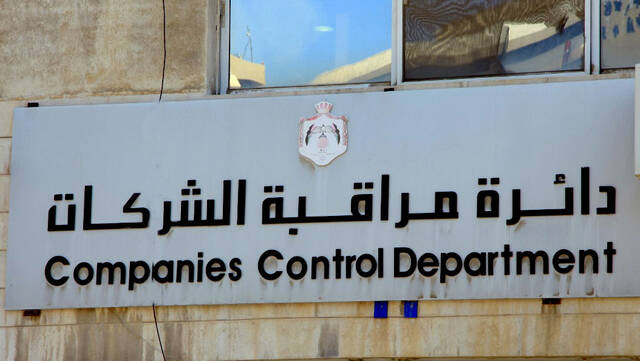 دائرة مراقبة الشركات
Companies Control Department